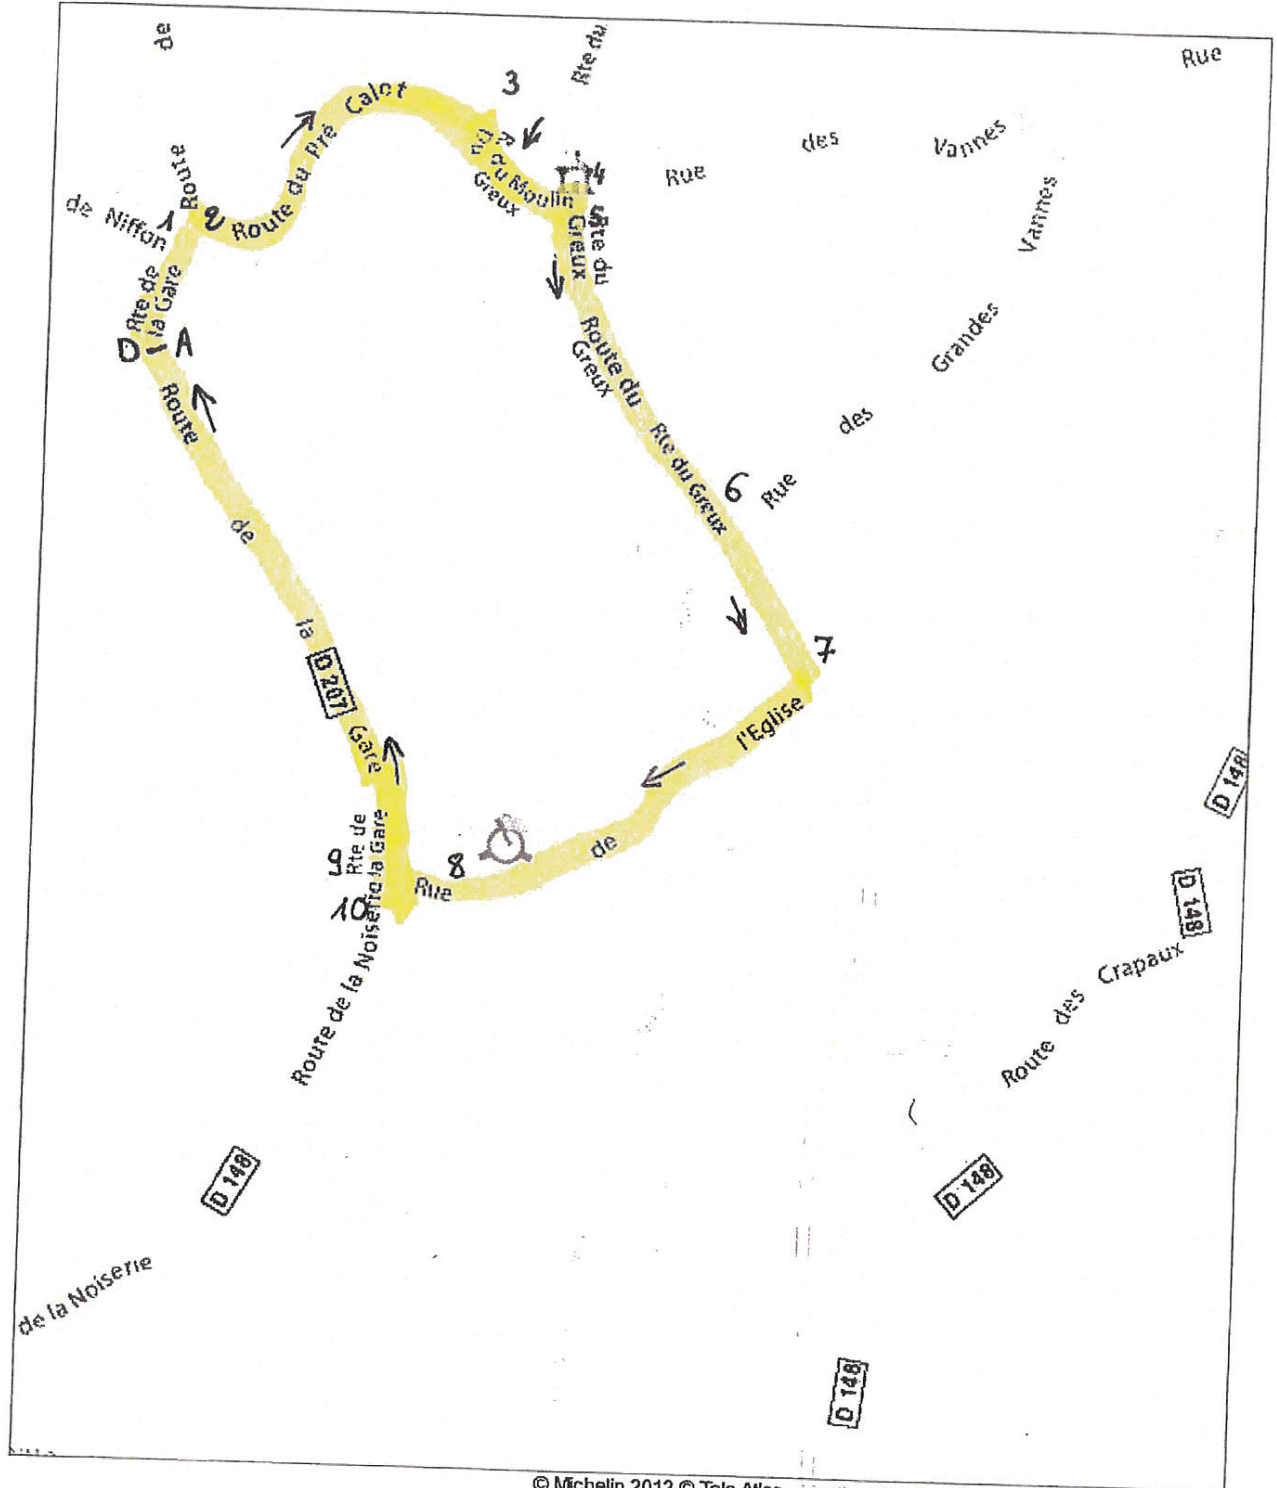 de
Rte du
Rue
3
Calot
Route du Pré
des
Vannes
Rue
4
R du Moulin
du
Greux
Route
de Niffon
1
2
5
Rte du
Greux
Vannes
Rte de
la Gare
D
A
Route du
Greux
Grandes
des
Rue
Route
de
la
D 207
Gare
Rte du Greux
6
7
l'Eglise
de
Rue
8
9
Rte de
la Gare
10
Route de la Noiserie
D 148
D 148
Crapaux
des
Route
D 148
D 148
de la Noiserie
D 148
© Michelin 2012 © Tele Atlas